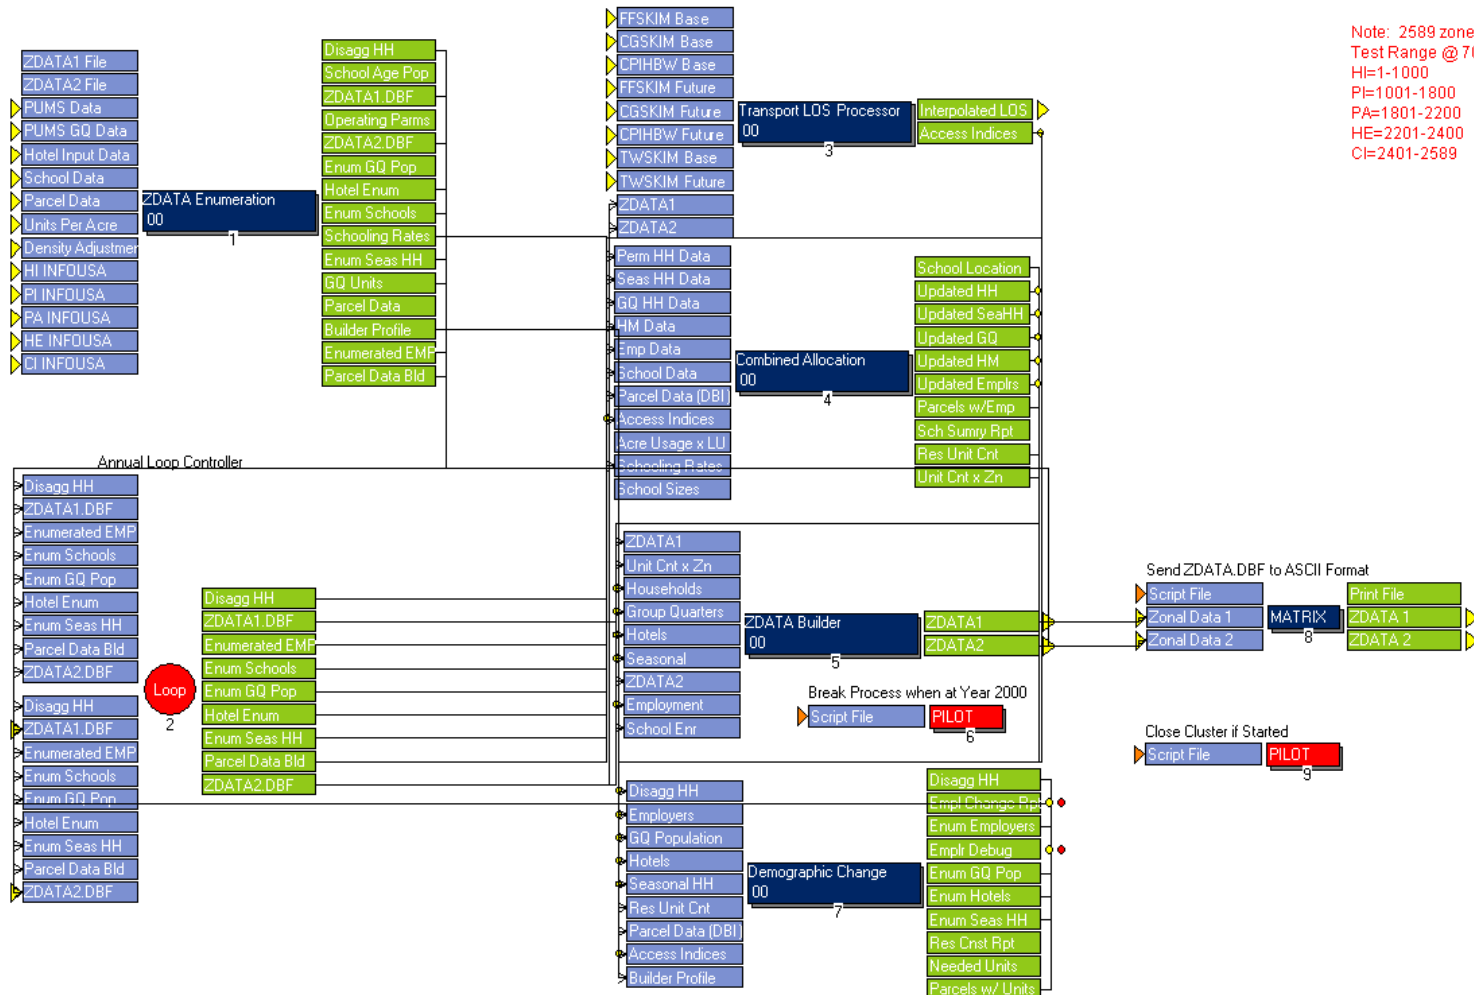 ZDATA1 File
ZDATA2 File
PUMS Data
PUMS GQ Data
Hotel Input Data
School Data
Parcel Data
Units Per Acre
Density Adjustmer
HI INFOUSA
PI INFOUSA
PA INFOUSA
HE INFOUSA
CI INFOUSA
ZDATA Enumeration
00
1
Disagg HH
School Age Pop
ZDATA1.DBF
Operating Parms
ZDATA2.DBF
Enum GQ Pop
Hotel Enum
Enum Schools
Schooling Rates
Enum Seas HH
GQ Units
Parcel Data
Builder Profile
Enumerated EMP
Parcel Data Bld
FFSKIM Base
CGSKIM Base
CPIHBW Base
FFSKIM Future
CGSKIM Future
CPIHBW Future
TWSKIM Base
TWSKIM Future
ZDATA1
ZDATA2
Transport LOS Processor
00
3
Interpolated LOS
Access Indices
Note: 2589 zone
Test Range @ 70
HI=1-1000
PI=1001-1800
PA=1801-2200
HE=2201-2400
CI=2401-2589
Perm HH Data
Seas HH Data
GQ HH Data
HM Data
Emp Data
School Data
Parcel Data (DBI)
Access Indices
Acre Usage x LU
Schooling Rates
School Sizes
Combined Allocation
00
4
School Location
Updated HH
Updated SeaHH
Updated GQ
Updated HM
Updated Emplrs
Parcels w/Emp
Sch Sumry Rpt
Res Unit Cnt
Unit Cnt x Zn
Annual Loop Controller
Disagg HH
ZDATA1.DBF
Enumerated EMP
Enum Schools
Enum GQ Pop
Hotel Enum
Enum Seas HH
Parcel Data Bld
ZDATA2.DBF
Disagg HH
ZDATA1.DBF
Enumerated EMP
Enum Schools
Enum GQ Pop
Hotel Enum
Enum Seas HH
Parcel Data Bld
ZDATA2.DBF
Loop
2
Disagg HH
ZDATA1.DBF
Enumerated EMP
Enum Schools
Enum GQ Pop
Hotel Enum
Enum Seas HH
Parcel Data Bld
ZDATA2.DBF
ZDATA1
Unit Cnt x Zn
Households
Group Quarters
Hotels
Seasonal
ZDATA2
Employment
School Enr
ZDATA Builder
00
5
ZDATA1
ZDATA2
Break Process when at Year 2000
Script File
PILOT
6
Send ZDATA.DBF to ASCII Format
Script File
Zonal Data 1
Zonal Data 2
MATRIX
8
Print File
ZDATA 1
ZDATA 2
Close Cluster if Started
Script File
PILOT
9
Disagg HH
Employers
GQ Population
Hotels
Seasonal HH
Res Unit Cnt
Parcel Data (DBI)
Access Indices
Builder Profile
Demographic Change
00
7
Disagg HH
Empl Change Rpt
Enum Employers
Emplr Debug
Enum GQ Pop
Enum Hotels
Enum Seas HH
Res Cnst Rpt
Needed Units
Parcels w/ Units